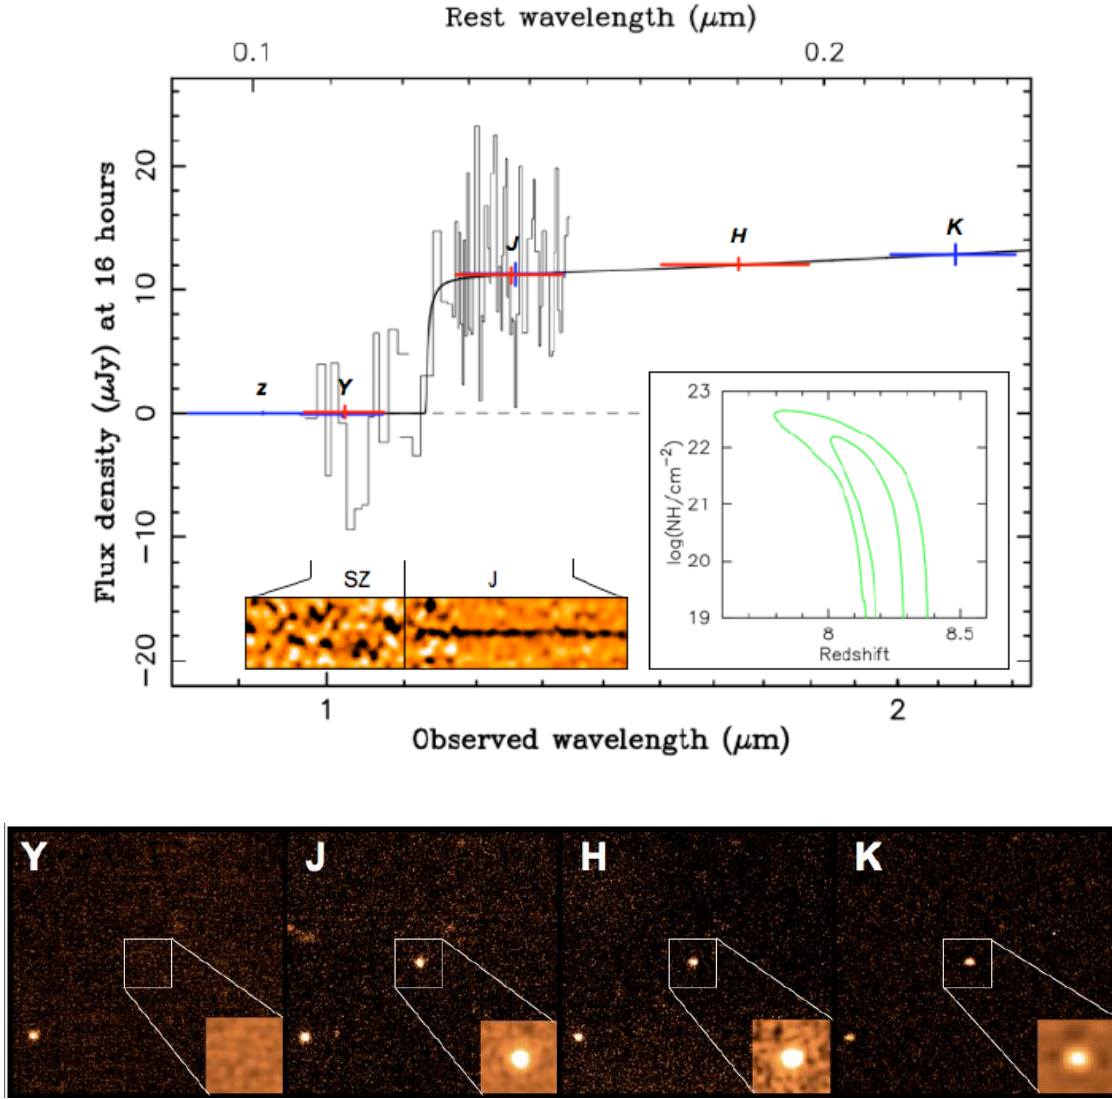 Rest wavelength (μm)
0.1 0.2
Flux density (μJy) at 16 hours
20
10
0
−10
−20
z Y J H K
SZ J
log(NH/cm⁻²)
23
22
21
20
19
8 8.5
Redshift
1 2
Observed wavelength (μm)
Y J H K